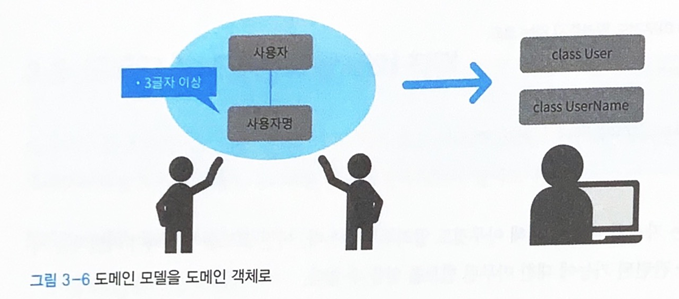 사용자
· 3글자 이상
사용자명
class User
class UserName
그림 3-6 도메인 모델을 도메인 객체로